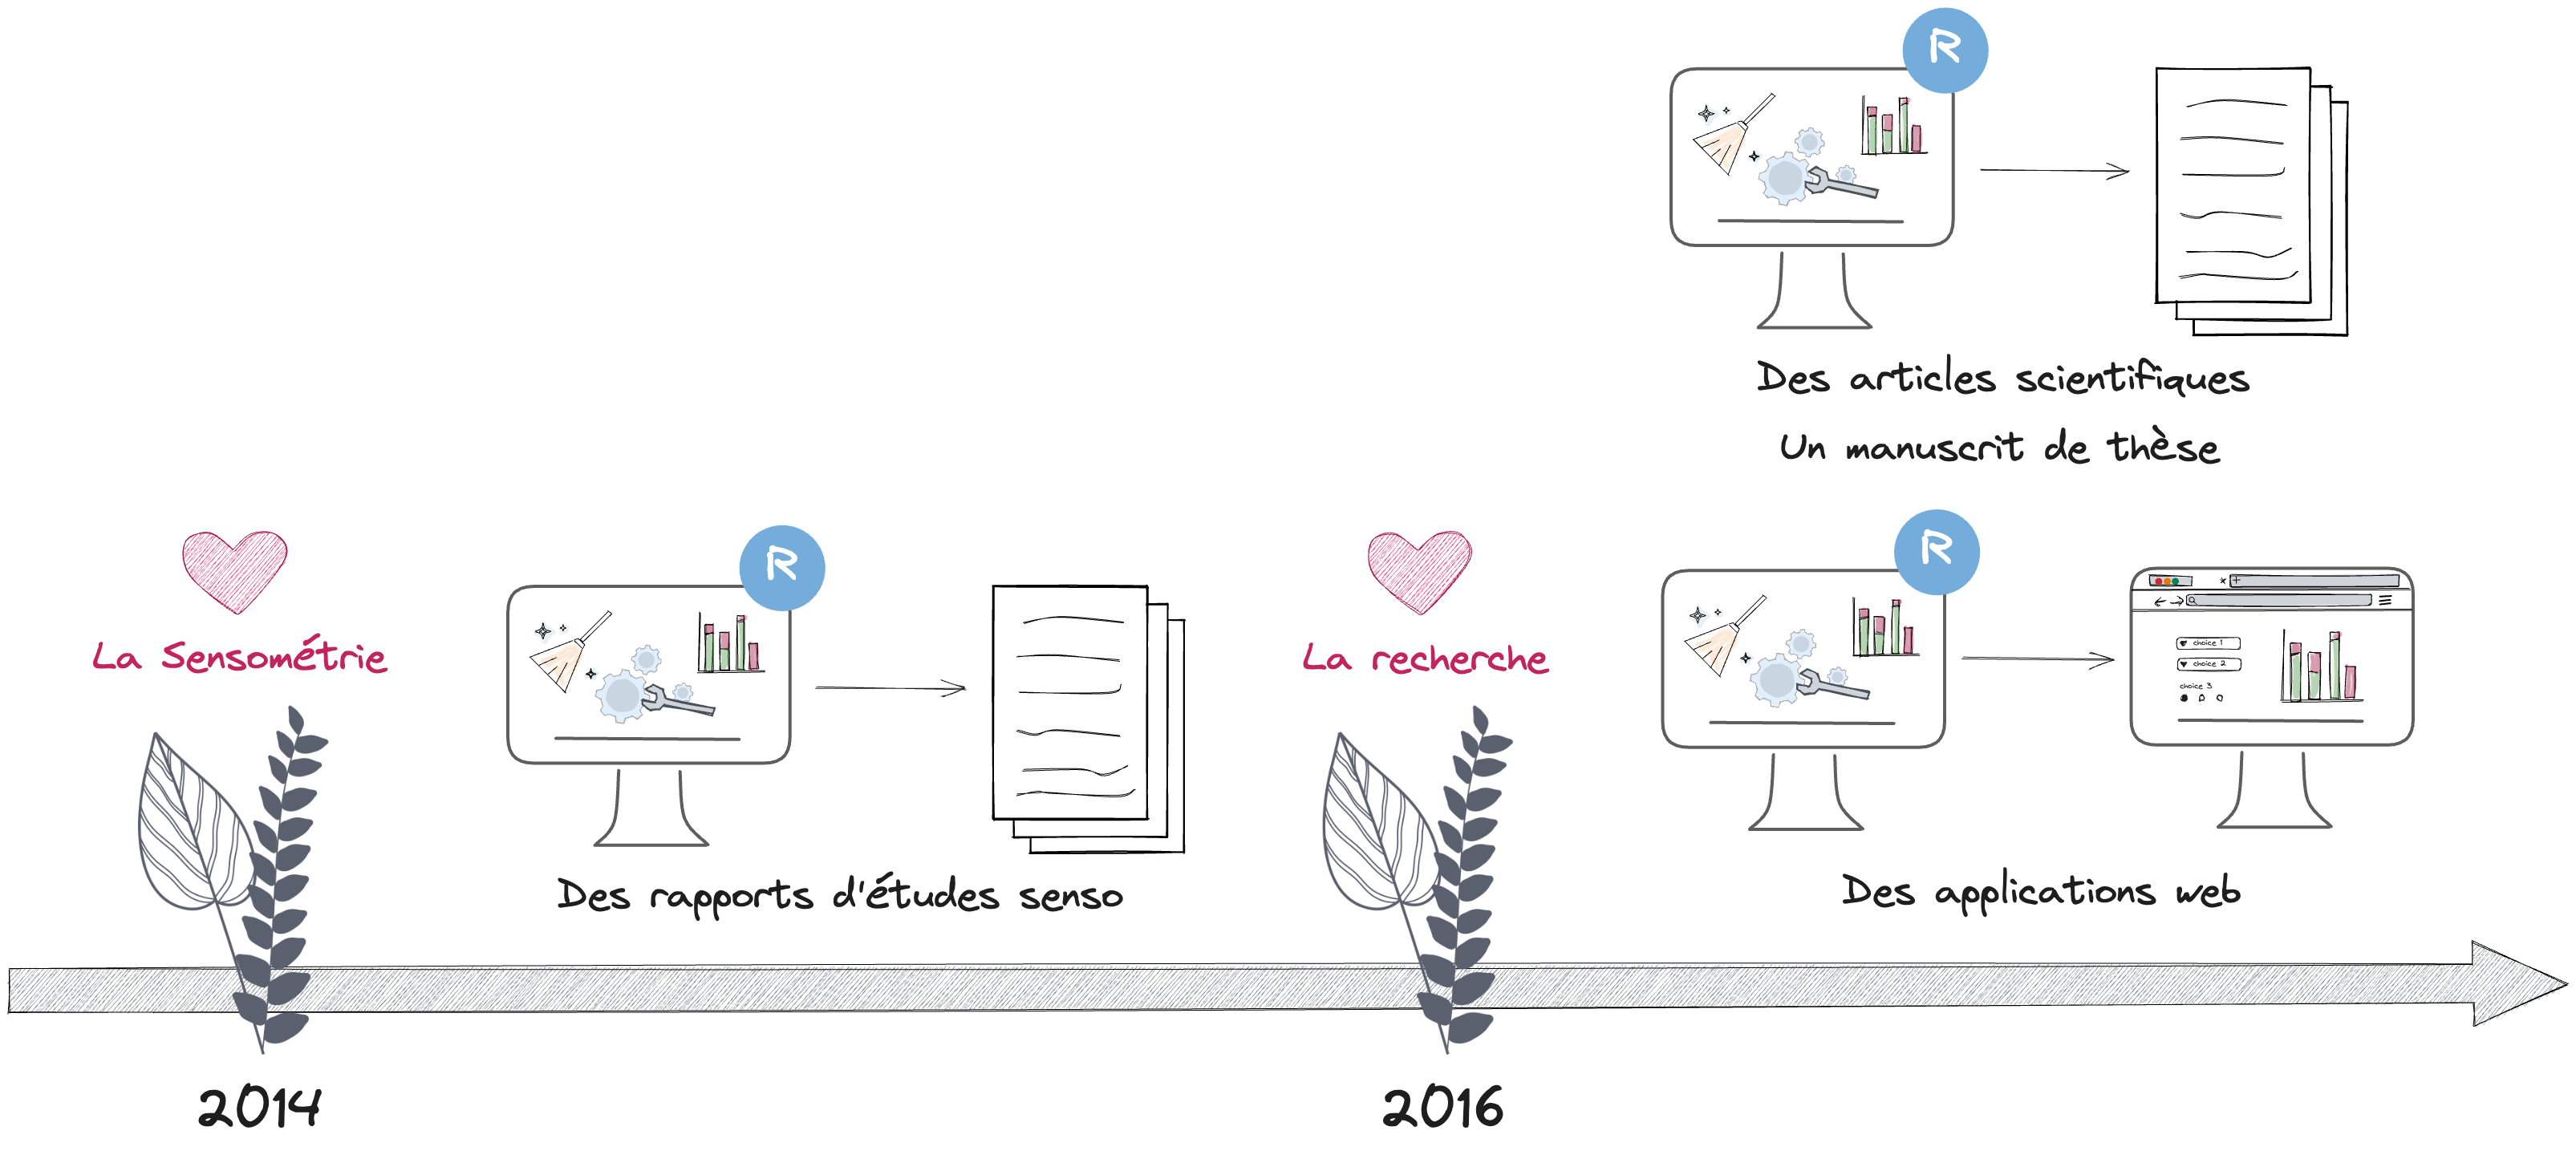 R
Des articles scientifiques
Un manuscrit de thèse
La Sensométrie
R
Des rapports d'études senso
La recherche
R
choice 1
choice 2
choice 3
Des applications web
2014
2016